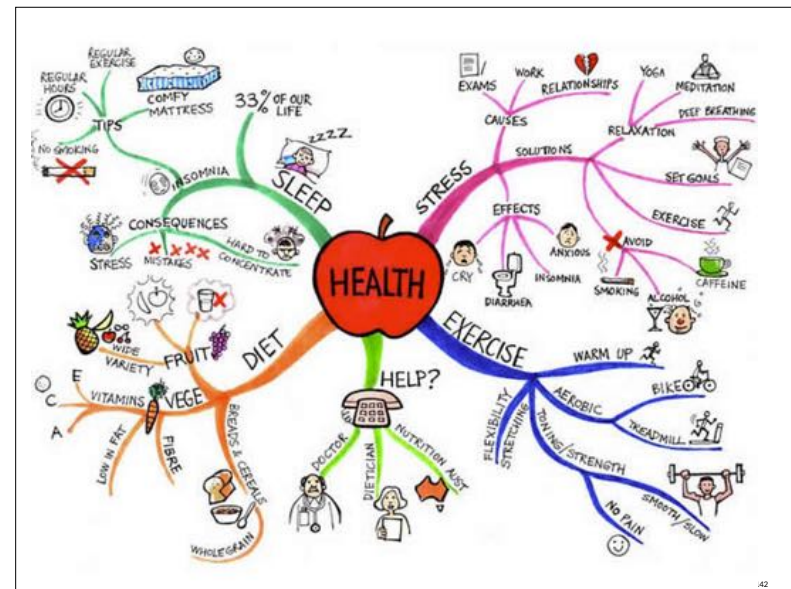 HEALTH
SLEEP
33% OF OUR
LIFE
ZZZZ
INSOMNIA
TIPS
REGULAR
HOURS
REGULAR
EXERCISE
COMFY
MATTRESS
NO SMOKING
CONSEQUENCES
STRESS
MISTAKES
HARD TO
CONCENTRATE
STRESS
CAUSES
EXAMS
WORK
RELATIONSHIPS
SOLUTIONS
RELAXATION
YOGA
MEDITATION
DEEP BREATHING
SET GOALS
EXERCISE
AVOID
SMOKING
ALCOHOL
CAFFEINE
EFFECTS
CRY
DIARRHEA
INSOMNIA
ANXIOUS
DIET
FRUIT
WIDE
VARIETY
VEGE
VITAMINS
E
C
A
LOW IN FAT
FIBRE
BREADS & CEREALS
WHOLEGRAIN
HELP?
DOCTOR
DIETICIAN
NUTRITION AUST
EXERCISE
WARM UP
AEROBIC
BIKE
TREADMILL
TONING/STRENGTH
SMOOTH/SLOW
NO PAIN
FLEXIBILITY
STRETCHING
:42